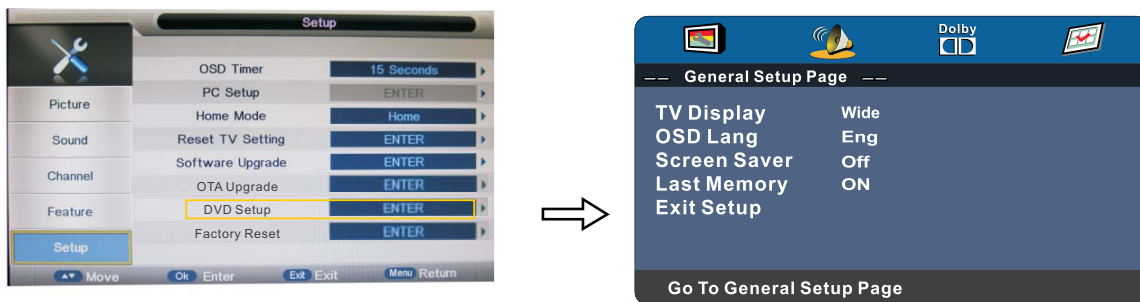 Setup
OSD Timer 15 Seconds
PC Setup ENTER
Picture
Home Mode Home
Sound
Reset TV Setting ENTER
Software Upgrade ENTER
Channel
OTA Upgrade ENTER
Feature
DVD Setup ENTER
Factory Reset ENTER
Setup
Move Ok Enter Exit Exit Menu Return
Dolby
-- General Setup Page --
TV Display Wide
OSD Lang Eng
Screen Saver Off
Last Memory ON
Exit Setup
Go To General Setup Page